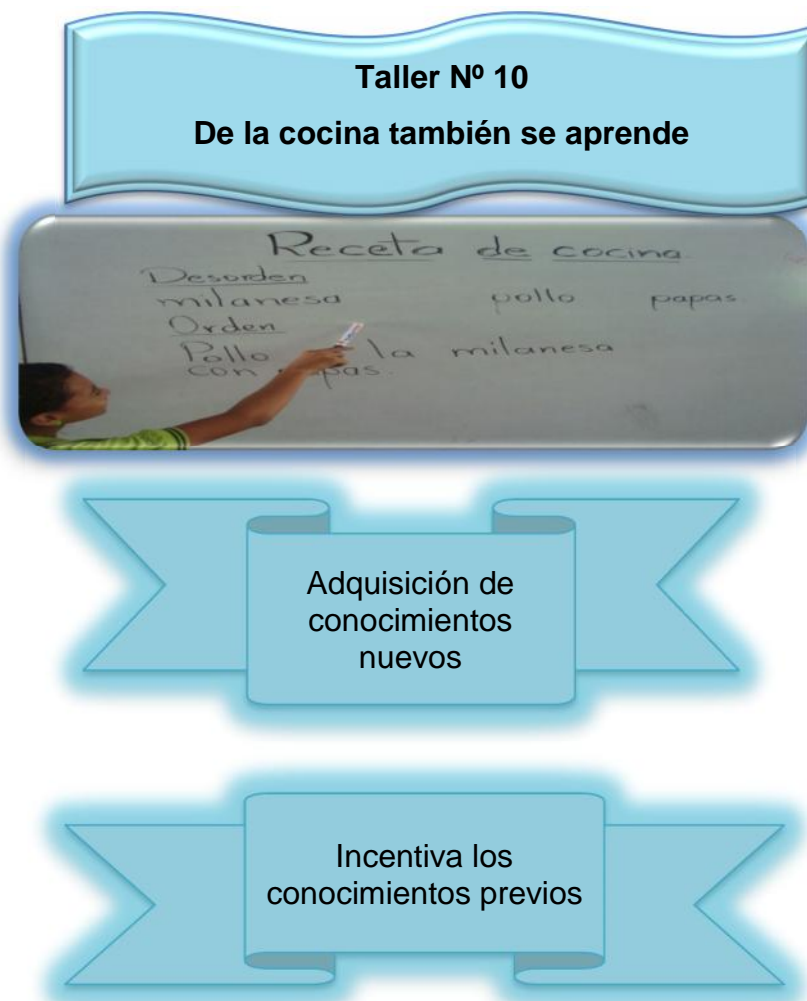 Taller Nº 10
De la cocina también se aprende
Receta de cocina
Desorden
milanesa pollo papas.
Orden
Pollo la milanesa
con papas.
Adquisición de
conocimientos
nuevos
Incentiva los
conocimientos previos